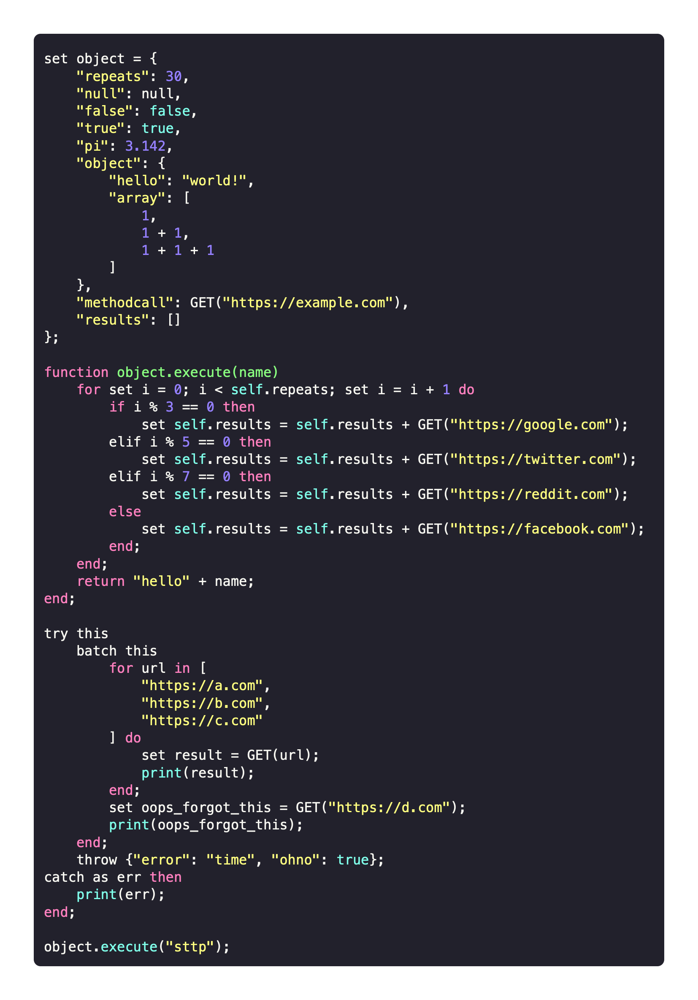 set object = {
    "repeats": 30,
    "null": null,
    "false": false,
    "true": true,
    "pi": 3.142,
    "object": {
        "hello": "world!",
        "array": [
            1,
            1 + 1,
            1 + 1 + 1
        ]
    },
    "methodcall": GET("https://example.com"),
    "results": []
};

function object.execute(name)
    for set i = 0; i < self.repeats; set i = i + 1 do
        if i % 3 == 0 then
            set self.results = self.results + GET("https://google.com");
        elif i % 5 == 0 then
            set self.results = self.results + GET("https://twitter.com");
        elif i % 7 == 0 then
            set self.results = self.results + GET("https://reddit.com");
        else
            set self.results = self.results + GET("https://facebook.com");
        end;
    end;
    return "hello" + name;
end;

try this
    batch this
        for url in [
            "https://a.com",
            "https://b.com",
            "https://c.com"
        ] do
            set result = GET(url);
            print(result);
        end;
        set oops_forgot_this = GET("https://d.com");
        print(oops_forgot_this);
    end;
    throw {"error": "time", "ohno": true};
catch as err then
    print(err);
end;

object.execute("sttp");